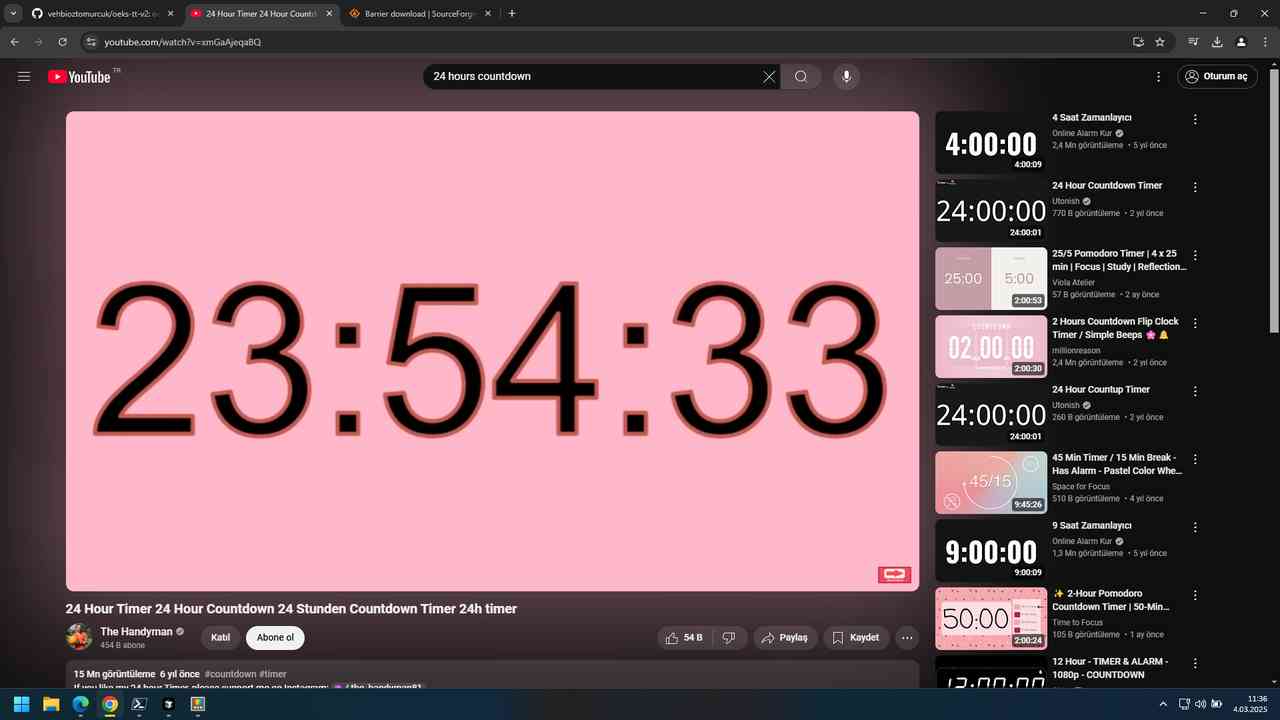 vehbioztomurcuk/oeks-tt-v2:
24 Hour Timer 24 Hour Countd
Barrier download | SourceForg
youtube.com/watch?v=xmGaAjeqaBQ
YouTube TR
24 hours countdown
Oturum aç
23:54:33
24 Hour Timer 24 Hour Countdown 24 Stunden Countdown Timer 24h timer
The Handyman
454 B abone
Katıl
Abone ol
54 B
Paylaş
Kaydet
15 Mn görüntüleme 6 yıl önce #countdown #timer
If you like my 24 hour Timer, please support me on Instagram: / the_handyman81
4:00:00
4:00:09
4 Saat Zamanlayıcı
Online Alarm Kur
2,4 Mn görüntüleme • 5 yıl önce
24:00:00
24:00:01
24 Hour Countdown Timer
Utonish
770 B görüntüleme • 2 yıl önce
25:00
5:00
2:00:53
25/5 Pomodoro Timer | 4 x 25
min | Focus | Study | Reflection...
Viola Atelier
57 B görüntüleme • 2 ay önce
COUNTDOWN
02:00:00
2:00:30
2 Hours Countdown Flip Clock
Timer / Simple Beeps 🌸 🔔
millionreason
2,4 Mn görüntüleme • 2 yıl önce
24:00:00
24:00:01
24 Hour Countup Timer
Utonish
260 B görüntüleme • 2 yıl önce
45/15
9:45:26
45 Min Timer / 15 Min Break -
Has Alarm - Pastel Color Whe...
Space for Focus
510 B görüntüleme • 4 yıl önce
9:00:00
9:00:09
9 Saat Zamanlayıcı
Online Alarm Kur
1,3 Mn görüntüleme • 5 yıl önce
50:00
2:00:24
✨ 2-Hour Pomodoro
Countdown Timer | 50-Min...
Time to Focus
105 B görüntüleme • 1 ay önce
12 Hour - TIMER & ALARM -
1080p - COUNTDOWN
11:36
4.03.2025